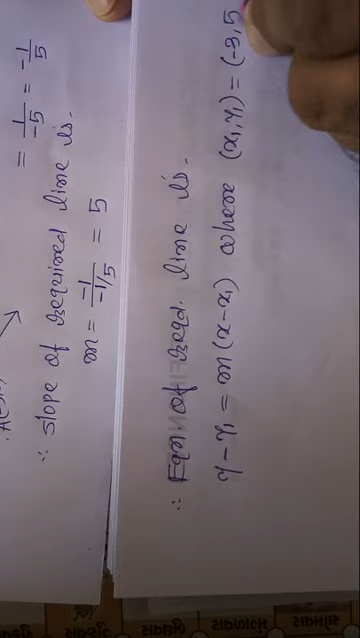 = 1/-5 = -1/5
∴ slope of required line is.
m = -1/-1/5 = 5
∴ Eqn. of reqd. line is.
y - y₁ = m (x - x₁) where (x₁, y₁) = (-3, 5